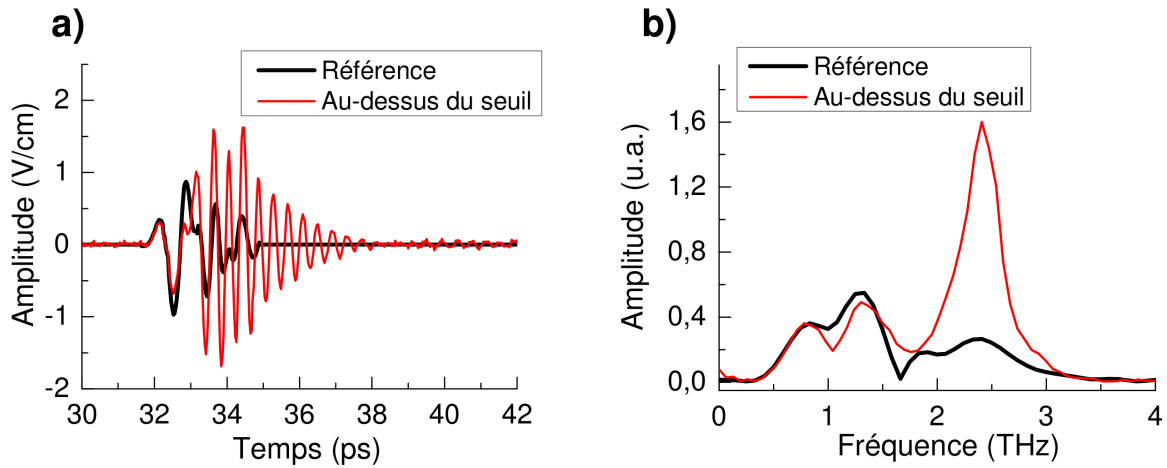 a)
Référence
Au-dessus du seuil
Amplitude (V/cm)
2
1
0
-1
-2
30 32 34 36 38 40 42
Temps (ps)
b)
Référence
Au-dessus du seuil
Amplitude (u.a.)
1,6
1,2
0,8
0,4
0,0
0 1 2 3 4
Fréquence (THz)